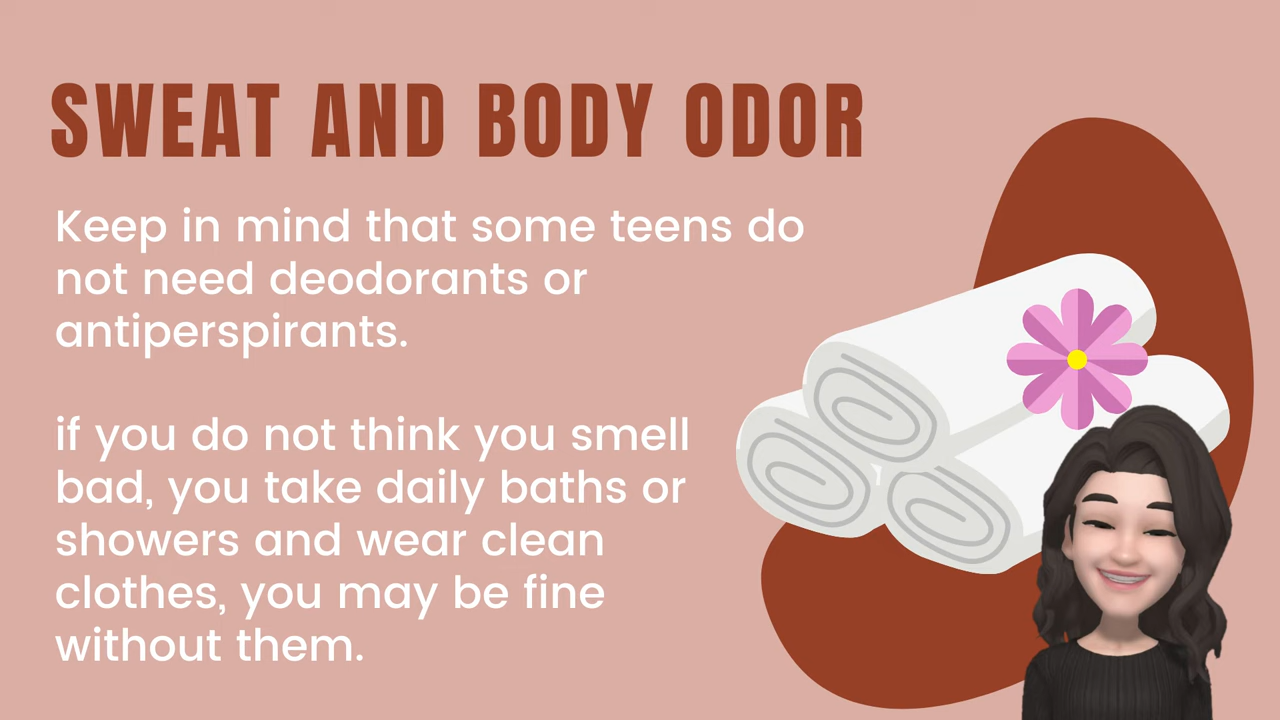 SWEAT AND BODY ODOR
Keep in mind that some teens do
not need deodorants or
antiperspirants.
if you do not think you smell
bad, you take daily baths or
showers and wear clean
clothes, you may be fine
without them.